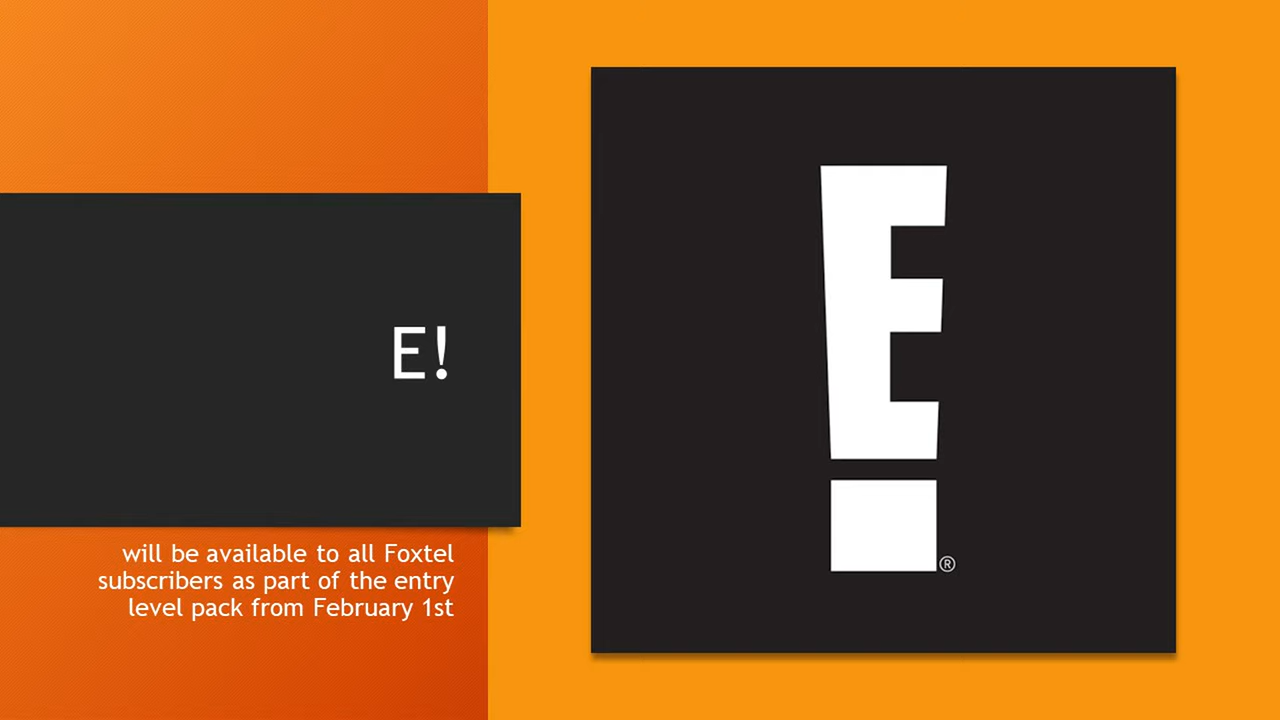 E!
will be available to all Foxtel
subscribers as part of the entry
level pack from February 1st
E!
®